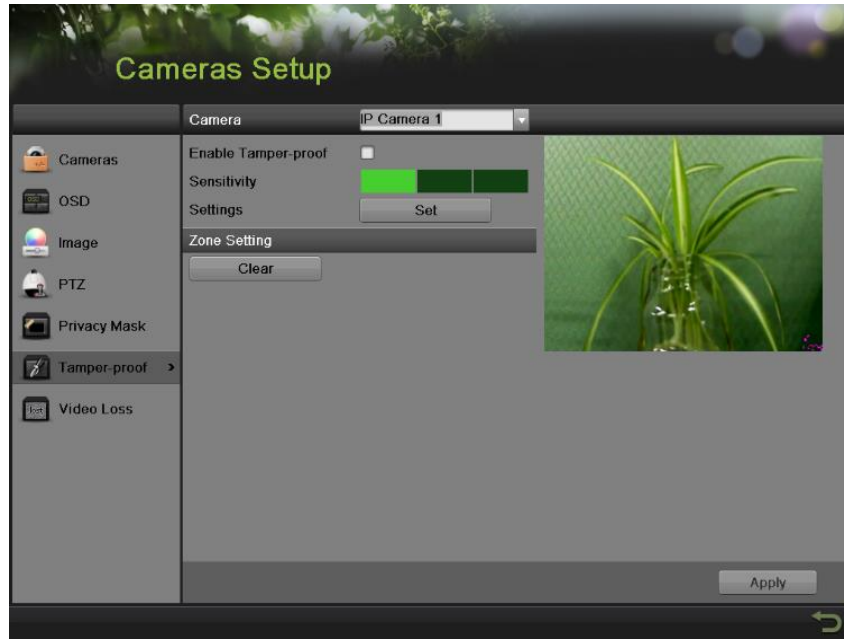 Cameras Setup
Camera IP Camera 1
Cameras
OSD
Image
PTZ
Privacy Mask
Tamper-proof
Video Loss
Enable Tamper-proof
Sensitivity
Settings Set
Zone Setting
Clear
Apply